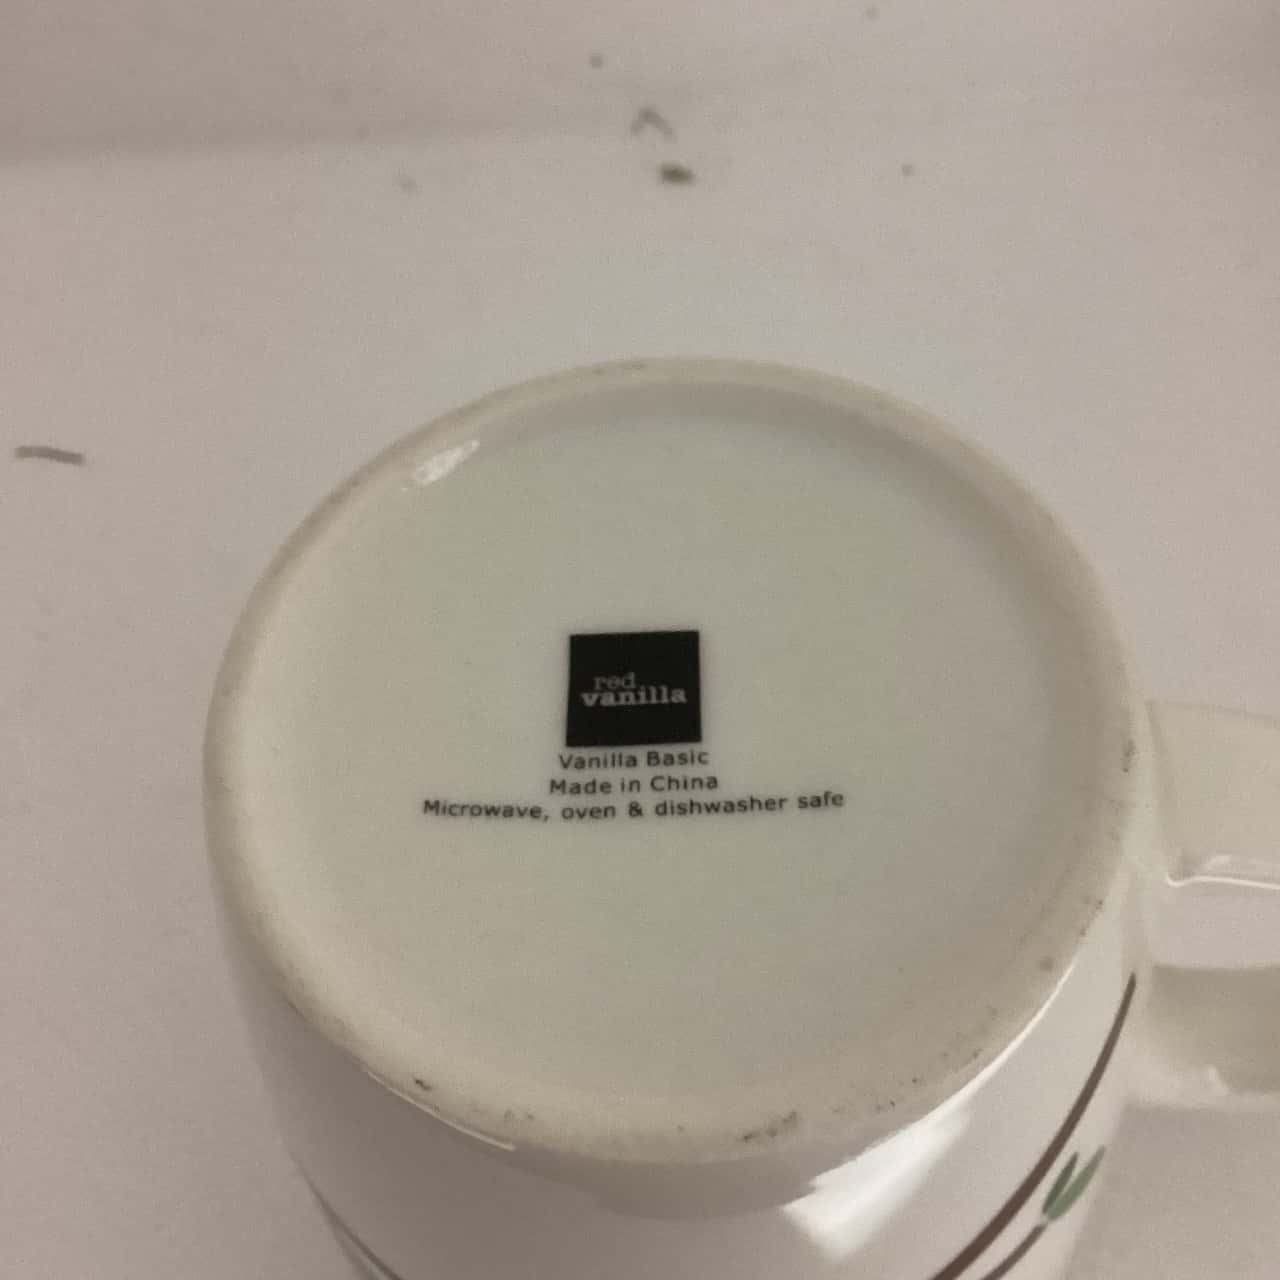 red
vanilla
Vanilla Basic
Made in China
Microwave, oven & dishwasher safe